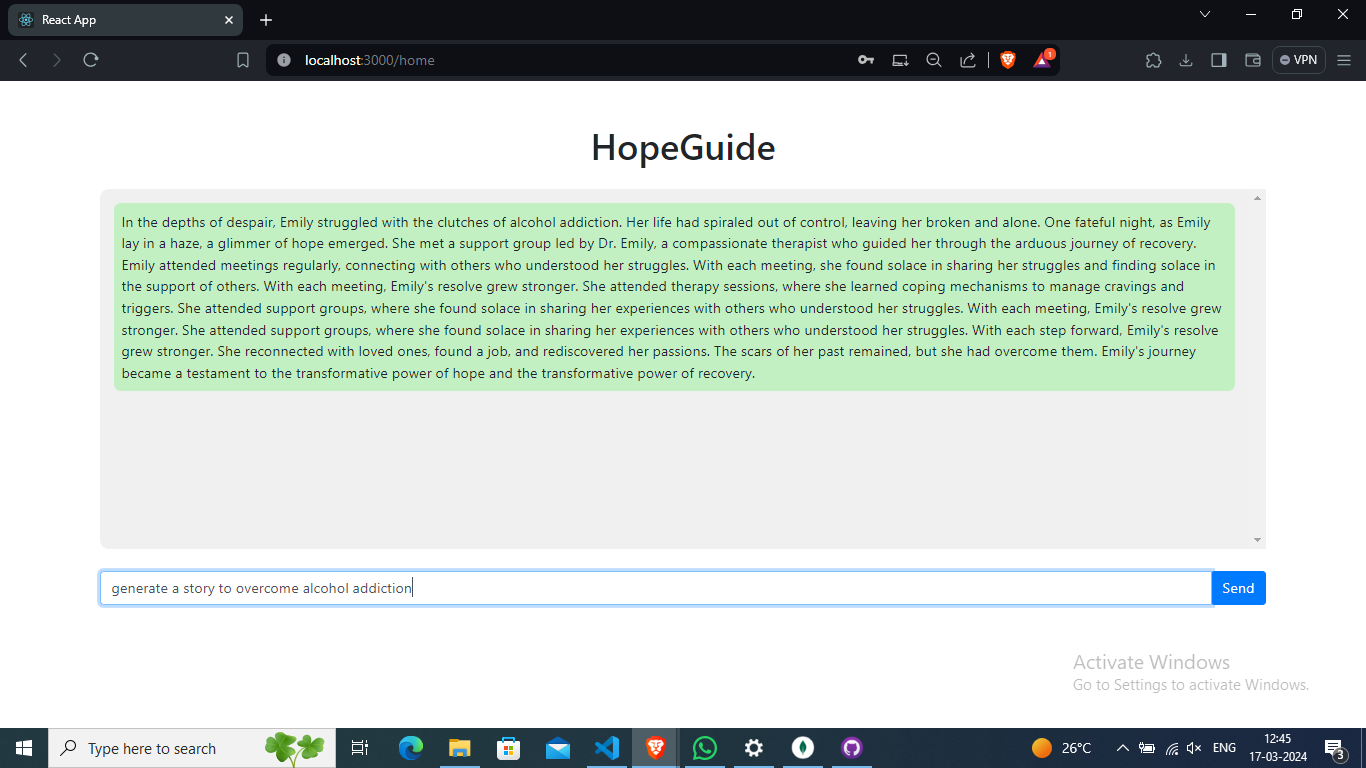 React App
localhost:3000/home
1
VPN
HopeGuide
In the depths of despair, Emily struggled with the clutches of alcohol addiction. Her life had spiraled out of control, leaving her broken and alone. One fateful night, as Emily
lay in a haze, a glimmer of hope emerged. She met a support group led by Dr. Emily, a compassionate therapist who guided her through the arduous journey of recovery.
Emily attended meetings regularly, connecting with others who understood her struggles. With each meeting, she found solace in sharing her struggles and finding solace in
the support of others. With each meeting, Emily's resolve grew stronger. She attended therapy sessions, where she learned coping mechanisms to manage cravings and
triggers. She attended support groups, where she found solace in sharing her experiences with others who understood her struggles. With each meeting, Emily's resolve grew
stronger. She attended support groups, where she found solace in sharing her experiences with others who understood her struggles. With each step forward, Emily's resolve
grew stronger. She reconnected with loved ones, found a job, and rediscovered her passions. The scars of her past remained, but she had overcome them. Emily's journey
became a testament to the transformative power of hope and the transformative power of recovery.
generate a story to overcome alcohol addiction
Send
Activate Windows
Go to Settings to activate Windows.
Type here to search
26°C
ENG
12:45
17-03-2024
3